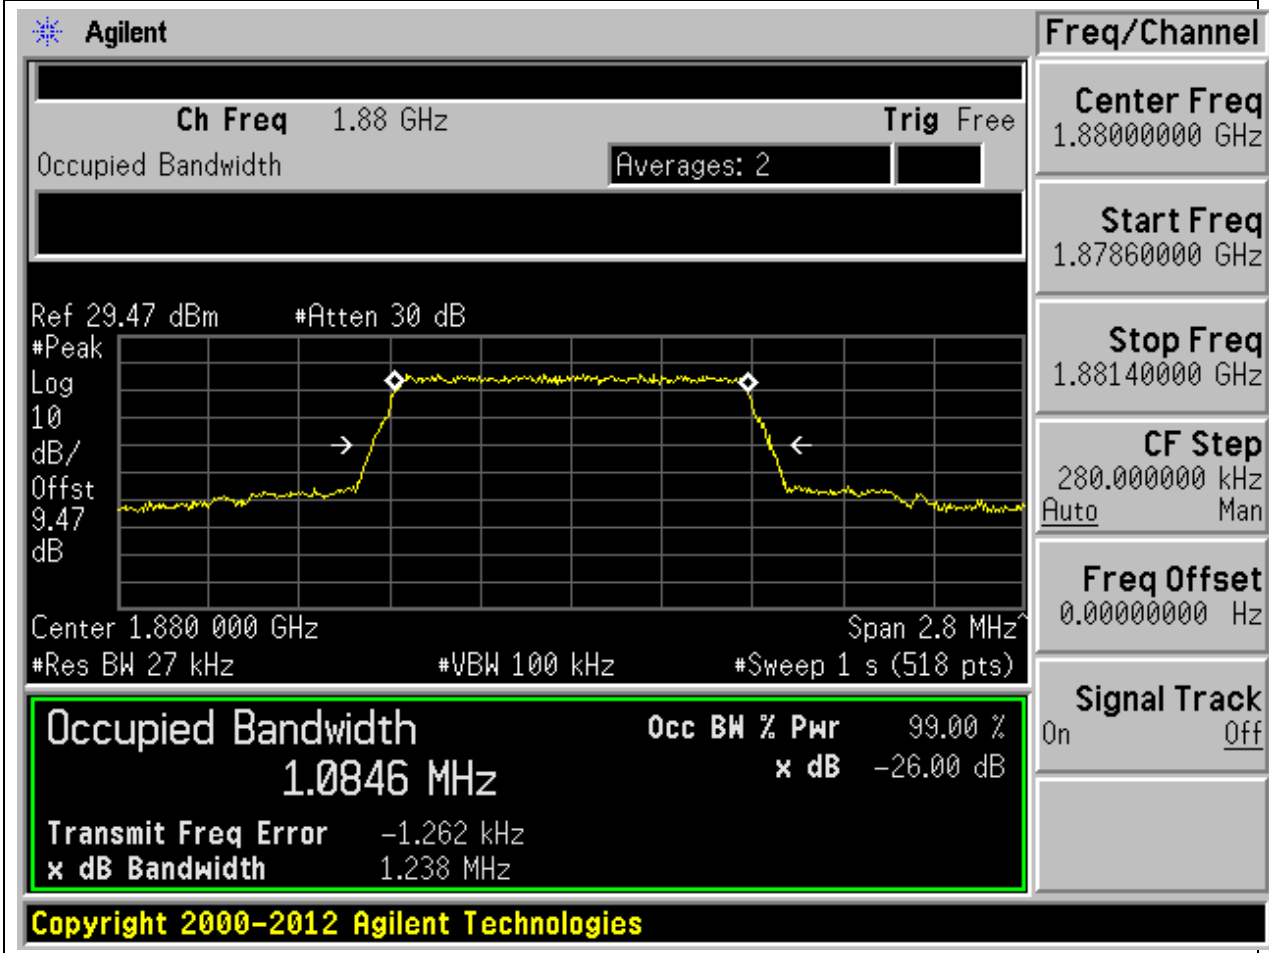 Agilent
Freq/Channel
Ch Freq 1.88 GHz Trig Free
Occupied Bandwidth Averages: 2
Center Freq
1.88000000 GHz
Start Freq
1.87860000 GHz
Stop Freq
1.88140000 GHz
CF Step
280.000000 kHz
Auto Man
Freq Offset
0.00000000 Hz
Signal Track
On Off
Ref 29.47 dBm #Atten 30 dB
#Peak
Log
10
dB/
Offst
9.47
dB
Center 1.880 000 GHz Span 2.8 MHz^
#Res BW 27 kHz #VBW 100 kHz #Sweep 1 s (518 pts)
Occupied Bandwidth Occ BW % Pwr 99.00 %
1.0846 MHz x dB -26.00 dB
Transmit Freq Error -1.262 kHz
x dB Bandwidth 1.238 MHz
Copyright 2000-2012 Agilent Technologies